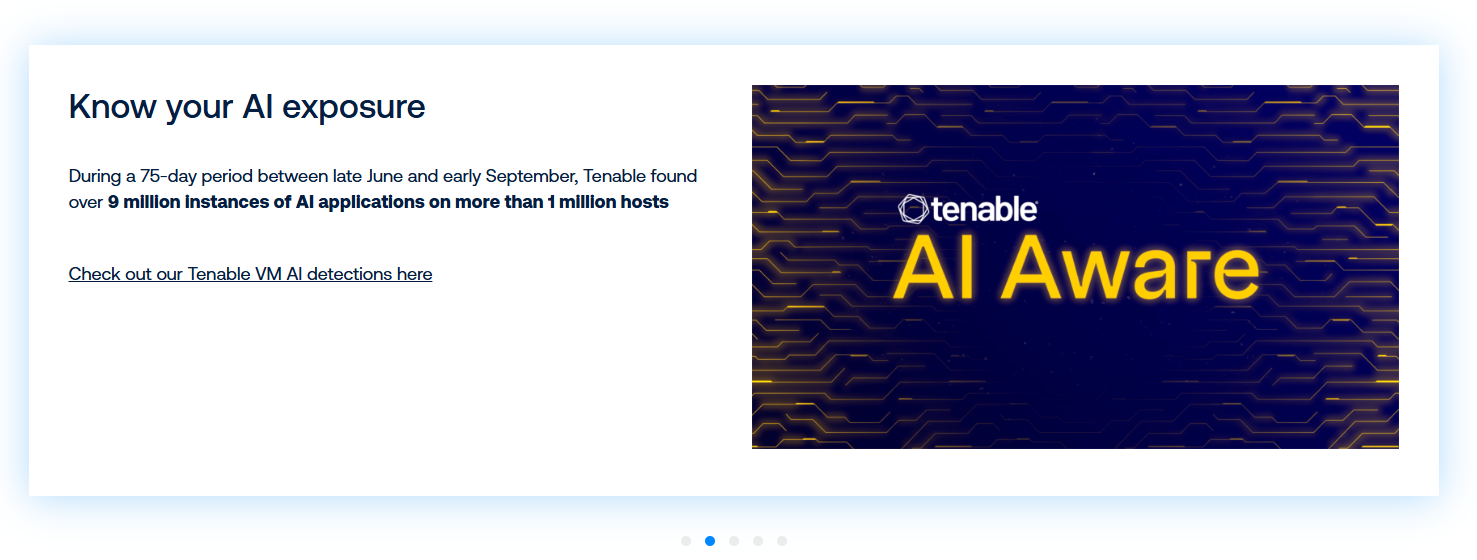 Know your AI exposure
During a 75-day period between late June and early September, Tenable found
over 9 million instances of AI applications on more than 1 million hosts
Check out our Tenable VM AI detections here
tenable
AI Aware